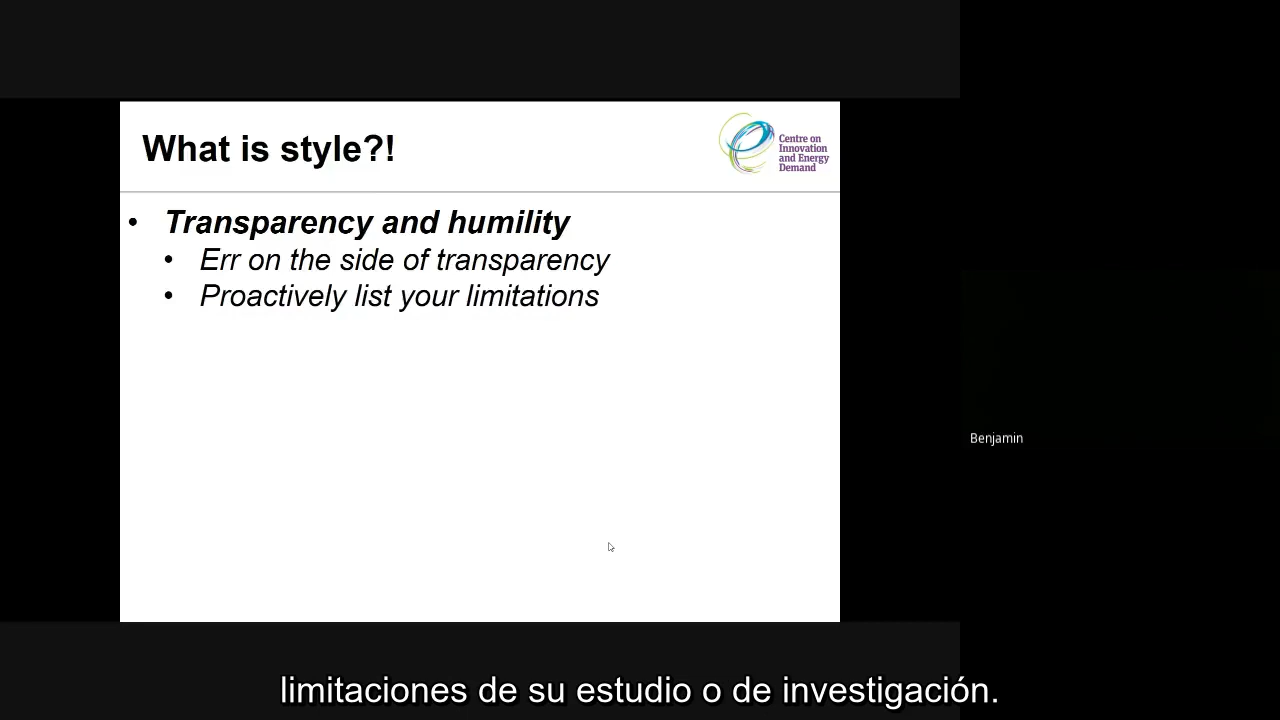 What is style?!
Centre on
Innovation
and Energy
Demand
• Transparency and humility
• Err on the side of transparency
• Proactively list your limitations
Benjamin
limitaciones de su estudio o de investigación.